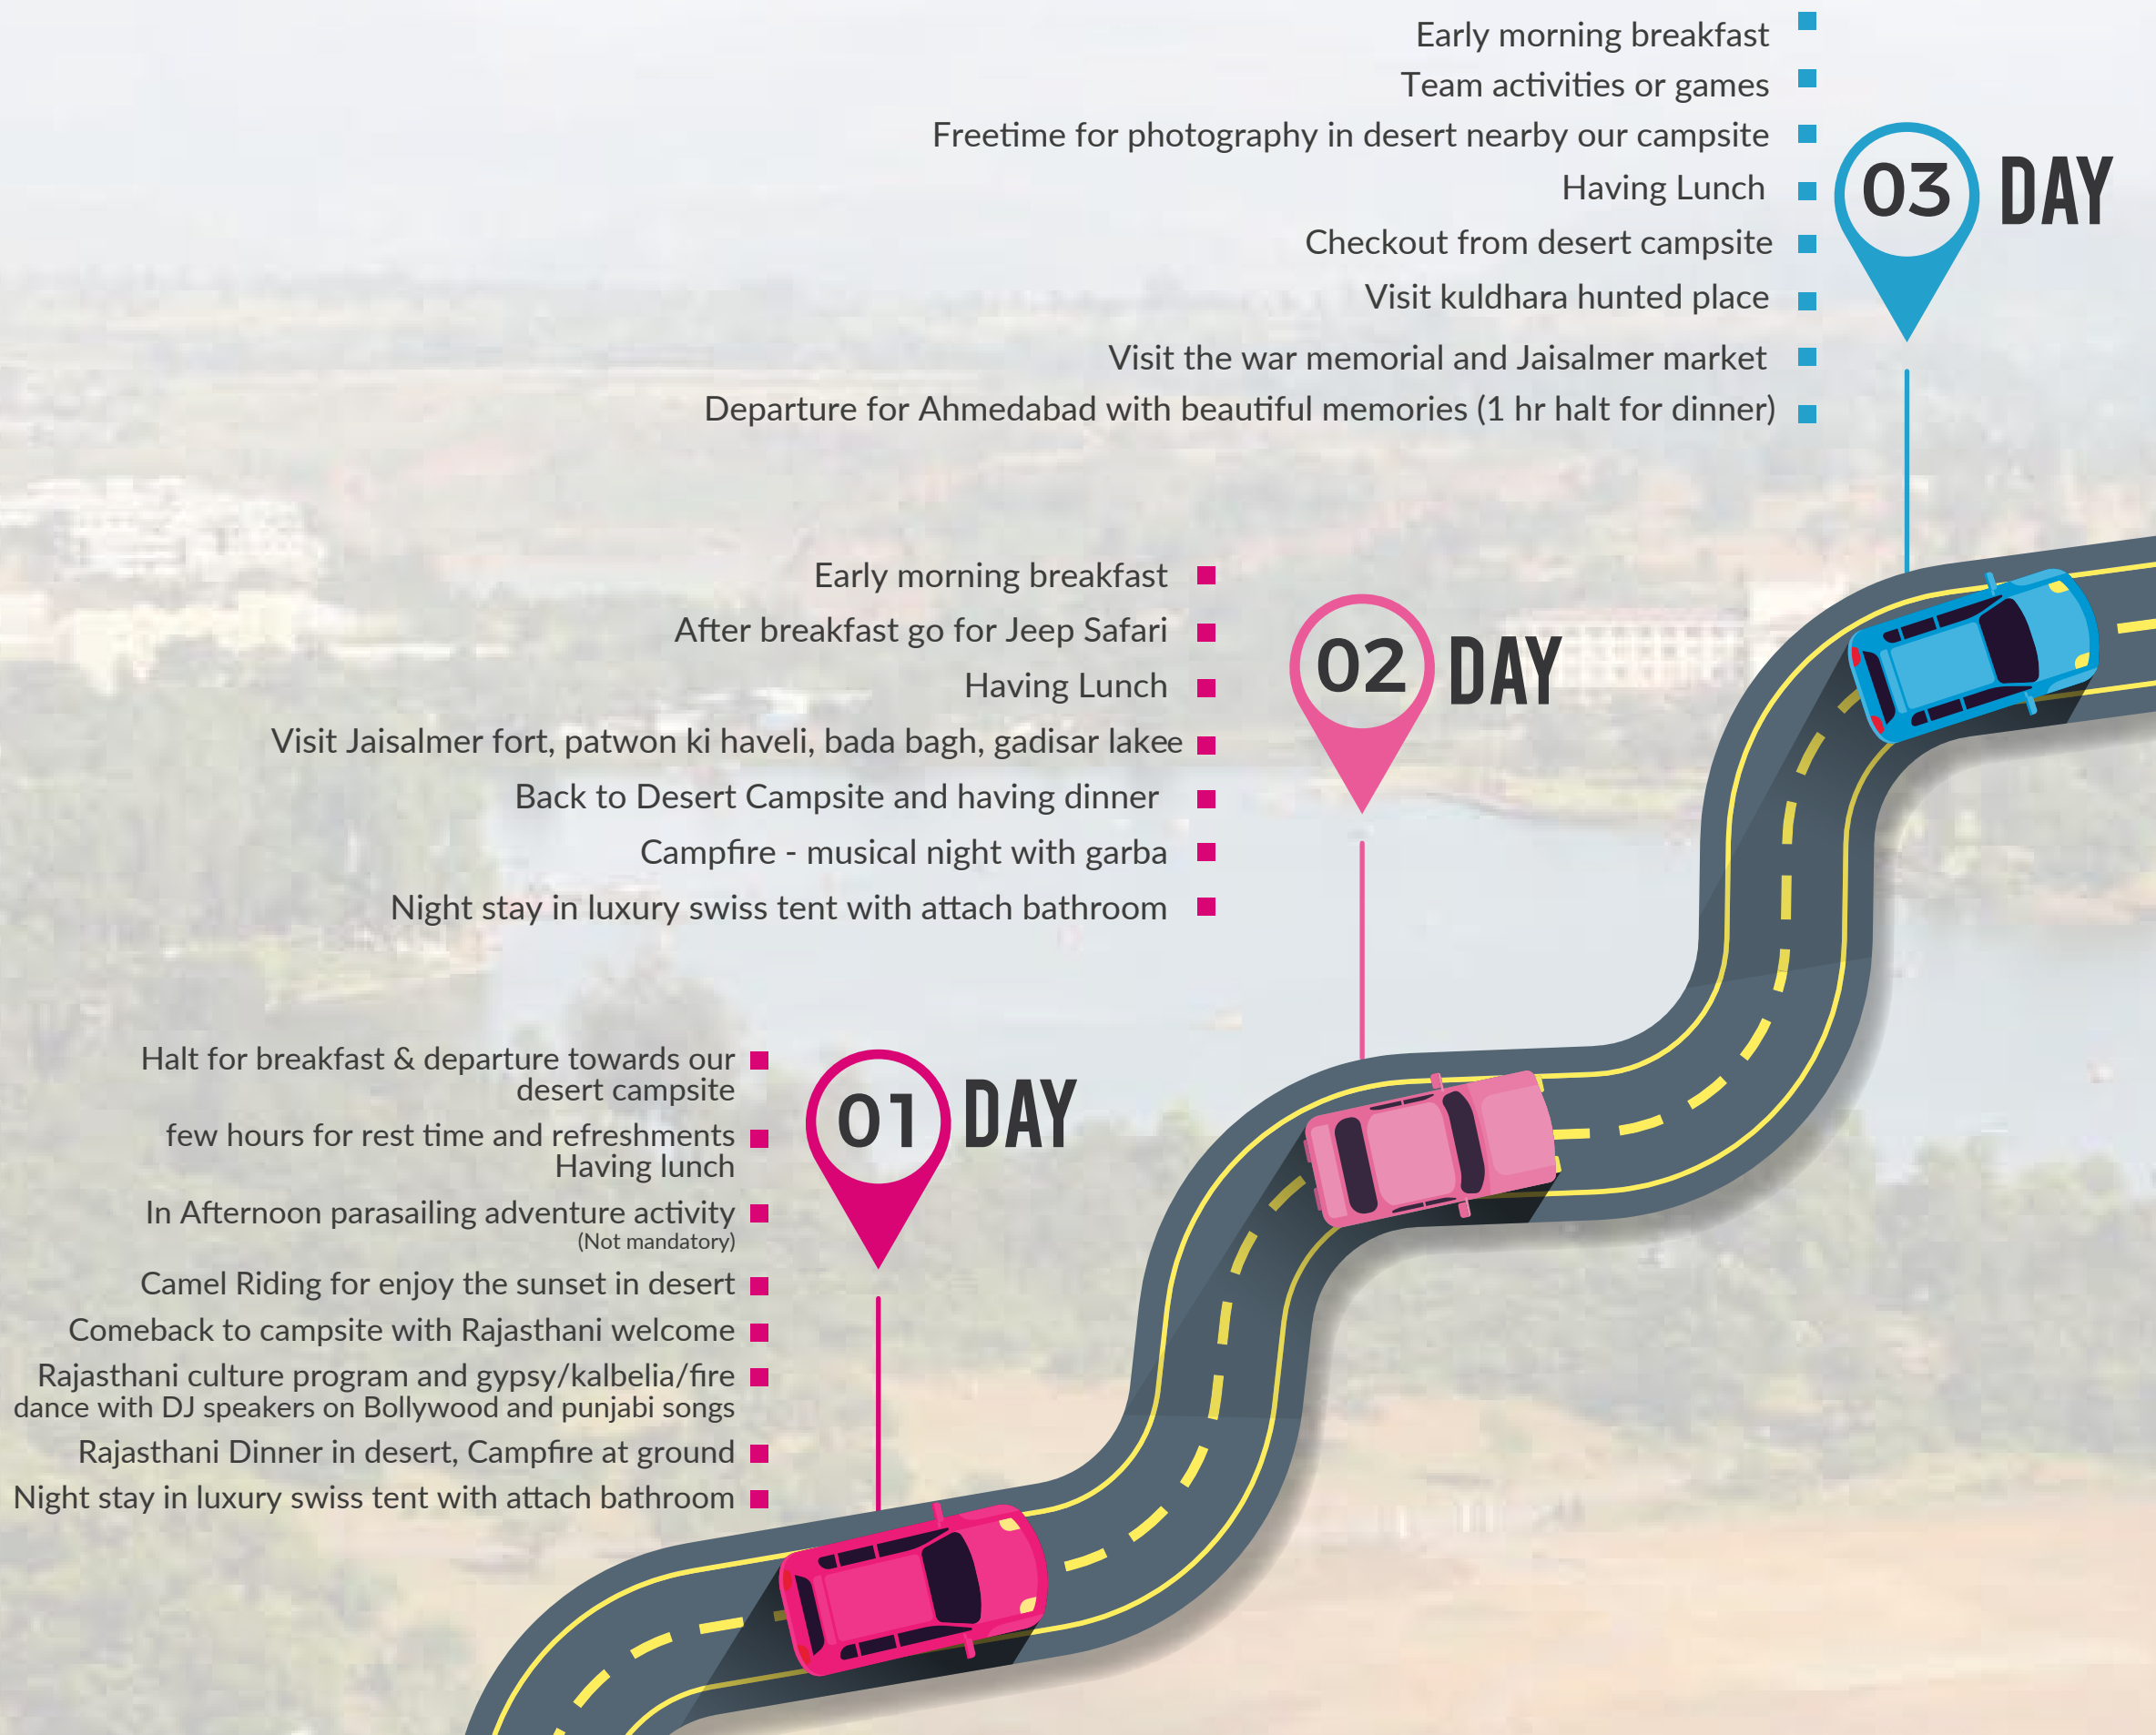 Early morning breakfast
Team activities or games
Freetime for photography in desert nearby our campsite
Having Lunch
Checkout from desert campsite
Visit kuldhara hunted place
Visit the war memorial and Jaisalmer market
Departure for Ahmedabad with beautiful memories (1 hr halt for dinner)
03 DAY
Early morning breakfast
After breakfast go for Jeep Safari
Having Lunch
Visit Jaisalmer fort, patwon ki haveli, bada bagh, gadisar lakee
Back to Desert Campsite and having dinner
Campfire - musical night with garba
Night stay in luxury swiss tent with attach bathroom
02 DAY
Halt for breakfast & departure towards our
desert campsite
few hours for rest time and refreshments
Having lunch
In Afternoon parasailing adventure activity
(Not mandatory)
Camel Riding for enjoy the sunset in desert
Comeback to campsite with Rajasthani welcome
Rajasthani culture program and gypsy/kalbelia/fire
dance with DJ speakers on Bollywood and punjabi songs
Rajasthani Dinner in desert, Campfire at ground
Night stay in luxury swiss tent with attach bathroom
01 DAY